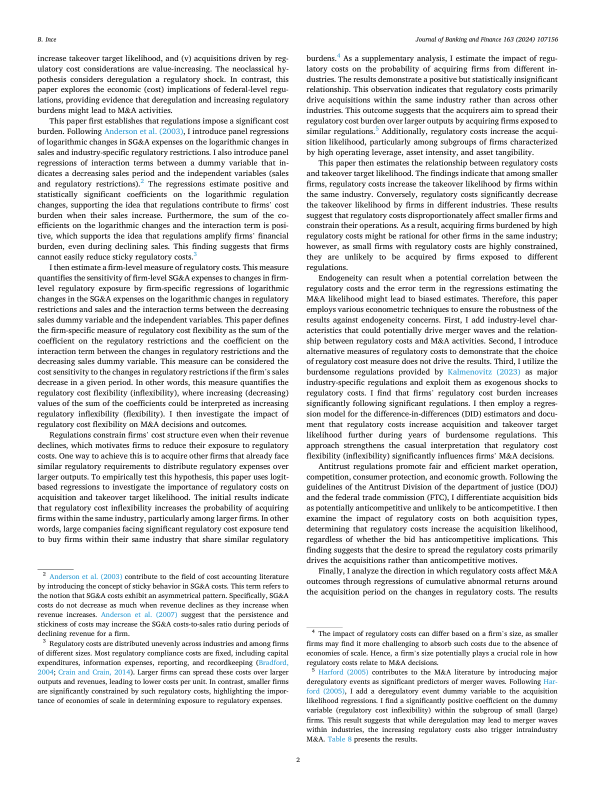 B. Ince
Journal of Banking and Finance 163 (2024) 107156
increase takeover target likelihood, and (v) acquisitions driven by reg-
ulatory cost considerations are value-increasing. The neoclassical hy-
pothesis considers deregulation a regulatory shock. In contrast, this
paper explores the economic (cost) implications of federal-level regu-
lations, providing evidence that deregulation and increasing regulatory
burdens might lead to M&A activities.
This paper first establishes that regulations impose a significant cost
burden. Following Anderson et al. (2003), I introduce panel regressions
of logarithmic changes in SG&A expenses on the logarithmic changes in
sales and industry-specific regulatory restrictions. I also introduce panel
regressions of interaction terms between a dummy variable that in-
dicates a decreasing sales period and the independent variables (sales
and regulatory restrictions).2 The regressions estimate positive and
statistically significant coefficients on the logarithmic regulation
changes, supporting the idea that regulations contribute to firms' cost
burden when their sales increase. Furthermore, the sum of the co-
efficients on the logarithmic changes and the interaction term is posi-
tive, which supports the idea that regulations amplify firms' financial
burden, even during declining sales. This finding suggests that firms
cannot easily reduce sticky regulatory costs.3
I then estimate a firm-level measure of regulatory costs. This measure
quantifies the sensitivity of firm-level SG&A expenses to changes in firm-
level regulatory exposure by firm-specific regressions of logarithmic
changes in the SG&A expenses on the logarithmic changes in regulatory
restrictions and sales and the interaction terms between the decreasing
sales dummy variable and the independent variables. This paper defines
the firm-specific measure of regulatory cost flexibility as the sum of the
coefficient on the regulatory restrictions and the coefficient on the
interaction term between the changes in regulatory restrictions and the
decreasing sales dummy variable. This measure can be considered the
cost sensitivity to the changes in regulatory restrictions if the firm's sales
decrease in a given period. In other words, this measure quantifies the
regulatory cost flexibility (inflexibility), where increasing (decreasing)
values of the sum of the coefficients could be interpreted as increasing
regulatory inflexibility (flexibility). I then investigate the impact of
regulatory cost flexibility on M&A decisions and outcomes.
Regulations constrain firms' cost structure even when their revenue
declines, which motivates firms to reduce their exposure to regulatory
costs. One way to achieve this is to acquire other firms that already face
similar regulatory requirements to distribute regulatory expenses over
larger outputs. To empirically test this hypothesis, this paper uses logit-
based regressions to investigate the importance of regulatory costs on
acquisition and takeover target likelihood. The initial results indicate
that regulatory cost inflexibility increases the probability of acquiring
firms within the same industry, particularly among larger firms. In other
words, large companies facing significant regulatory cost exposure tend
to buy firms within their same industry that share similar regulatory
2 Anderson et al. (2003) contribute to the field of cost accounting literature
by introducing the concept of sticky behavior in SG&A costs. This term refers to
the notion that SG&A costs exhibit an asymmetrical pattern. Specifically, SG&A
costs do not decrease as much when revenue declines as they increase when
revenue increases. Anderson et al. (2007) suggest that the persistence and
stickiness of costs may increase the SG&A costs-to-sales ratio during periods of
declining revenue for a firm.
3 Regulatory costs are distributed unevenly across industries and among firms
of different sizes. Most regulatory compliance costs are fixed, including capital
expenditures, information expenses, reporting, and recordkeeping (Bradford,
2004; Crain and Crain, 2014). Larger firms can spread these costs over larger
outputs and revenues, leading to lower costs per unit. In contrast, smaller firms
are significantly constrained by such regulatory costs, highlighting the impor-
tance of economies of scale in determining exposure to regulatory expenses.
burdens.4 As a supplementary analysis, I estimate the impact of regu-
latory costs on the probability of acquiring firms from different in-
dustries. The results demonstrate a positive but statistically insignificant
relationship. This observation indicates that regulatory costs primarily
drive acquisitions within the same industry rather than across other
industries. This outcome suggests that the acquirers aim to spread their
regulatory cost burden over larger outputs by acquiring firms exposed to
similar regulations.5 Additionally, regulatory costs increase the acqui-
sition likelihood, particularly among subgroups of firms characterized
by high operating leverage, asset intensity, and asset tangibility.
This paper then estimates the relationship between regulatory costs
and takeover target likelihood. The findings indicate that among smaller
firms, regulatory costs increase the takeover likelihood by firms within
the same industry. Conversely, regulatory costs significantly decrease
the takeover likelihood by firms in different industries. These results
suggest that regulatory costs disproportionately affect smaller firms and
constrain their operations. As a result, acquiring firms burdened by high
regulatory costs might be rational for other firms in the same industry;
however, as small firms with regulatory costs are highly constrained,
they are unlikely to be acquired by firms exposed to different
regulations.
Endogeneity can result when a potential correlation between the
regulatory costs and the error term in the regressions estimating the
M&A likelihood might lead to biased estimates. Therefore, this paper
employs various econometric techniques to ensure the robustness of the
results against endogeneity concerns. First, I add industry-level char-
acteristics that could potentially drive merger waves and the relation-
ship between regulatory costs and M&A activities. Second, I introduce
alternative measures of regulatory costs to demonstrate that the choice
of regulatory cost measure does not drive the results. Third, I utilize the
burdensome regulations provided by Kalmenovitz (2023) as major
industry-specific regulations and exploit them as exogenous shocks to
regulatory costs. I find that firms' regulatory cost burden increases
significantly following significant regulations. I then employ a regres-
sion model for the difference-in-differences (DID) estimators and docu-
ment that regulatory costs increase acquisition and takeover target
likelihood further during years of burdensome regulations. This
approach strengthens the casual interpretation that regulatory cost
flexibility (inflexibility) significantly influences firms' M&A decisions.
Antitrust regulations promote fair and efficient market operation,
competition, consumer protection, and economic growth. Following the
guidelines of the Antitrust Division of the department of justice (DOJ)
and the federal trade commission (FTC), I differentiate acquisition bids
as potentially anticompetitive and unlikely to be anticompetitive. I then
examine the impact of regulatory costs on both acquisition types,
determining that regulatory costs increase the acquisition likelihood,
regardless of whether the bid has anticompetitive implications. This
finding suggests that the desire to spread the regulatory costs primarily
drives the acquisitions rather than anticompetitive motives.
Finally, I analyze the direction in which regulatory costs affect M&A
outcomes through regressions of cumulative abnormal returns around
the acquisition period on the changes in regulatory costs. The results
4 The impact of regulatory costs can differ based on a firm's size, as smaller
firms may find it more challenging to absorb such costs due to the absence of
economies of scale. Hence, a firm's size potentially plays a crucial role in how
regulatory costs relate to M&A decisions.
5 Harford (2005) contributes to the M&A literature by introducing major
deregulatory events as significant predictors of merger waves. Following Har-
ford (2005), I add a deregulatory event dummy variable to the acquisition
likelihood regressions. I find a significantly positive coefficient on the dummy
variable (regulatory cost inflexibility) within the subgroup of small (large)
firms. This result suggests that while deregulation may lead to merger waves
within industries, the increasing regulatory costs also trigger intraindustry
M&A. Table 8 presents the results.
2